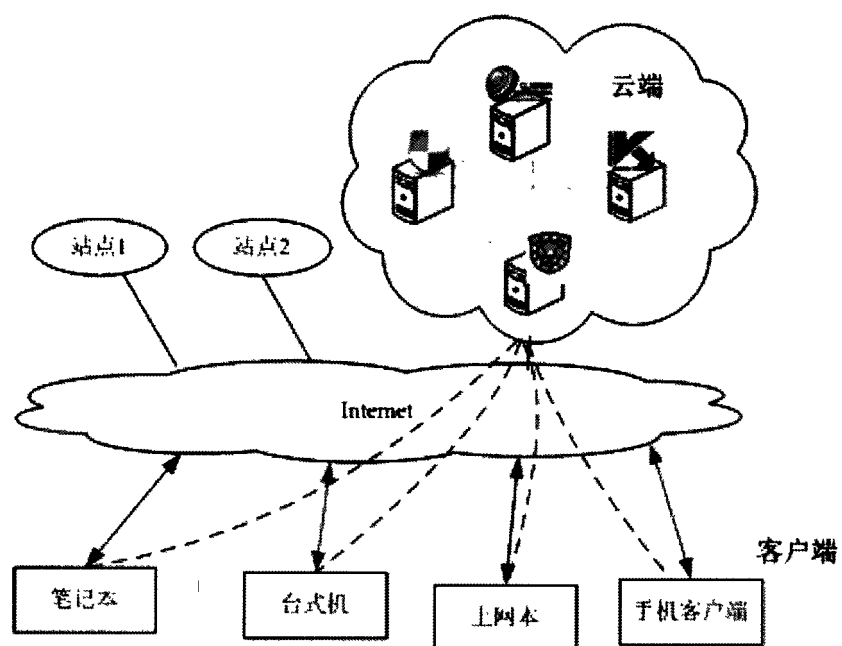 云端
站点1
站点2
Internet
客户端
笔记本
台式机
上网本
手机客户端